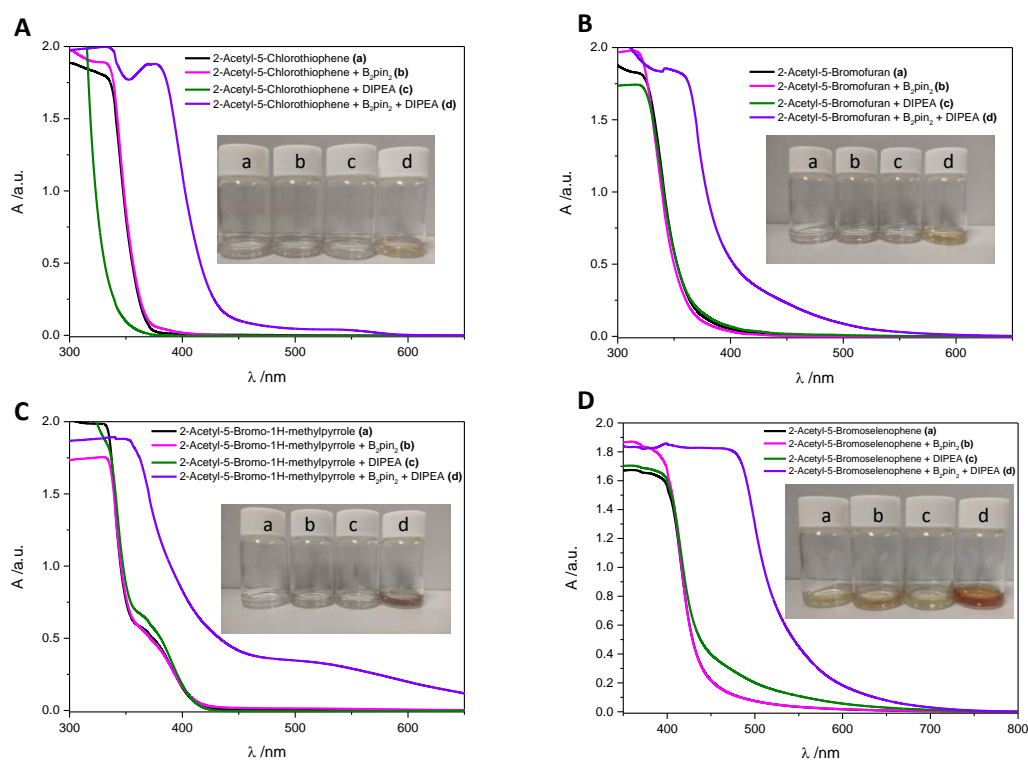 A
2.0
1.5
1.0
0.5
0.0
300
400
500
600
A /a.u.
λ /nm
2-Acetyl-5-Chlorothiophene (a)
2-Acetyl-5-Chlorothiophene + B₂pin₂ (b)
2-Acetyl-5-Chlorothiophene + DIPEA (c)
2-Acetyl-5-Chlorothiophene + B₂pin₂ + DIPEA (d)
a b c d
B
2.0
1.5
1.0
0.5
0.0
300
400
500
600
A /a.u.
λ /nm
2-Acetyl-5-Bromofuran (a)
2-Acetyl-5-Bromofuran + B₂pin₂ (b)
2-Acetyl-5-Bromofuran + DIPEA (c)
2-Acetyl-5-Bromofuran + B₂pin₂ + DIPEA (d)
a b c d
C
2.0
1.5
1.0
0.5
0.0
300
400
500
600
A /a.u.
λ /nm
2-Acetyl-5-Bromo-1H-methylpyrrole (a)
2-Acetyl-5-Bromo-1H-methylpyrrole + B₂pin₂ (b)
2-Acetyl-5-Bromo-1H-methylpyrrole + DIPEA (c)
2-Acetyl-5-Bromo-1H-methylpyrrole + B₂pin₂ + DIPEA (d)
a b c d
D
2.0
1.8
1.6
1.4
1.2
1.0
0.8
0.6
0.4
0.2
0.0
400
500
600
700
800
A /a.u.
λ /nm
2-Acetyl-5-Bromoselenophene (a)
2-Acetyl-5-Bromoselenophene + B₂pin₂ (b)
2-Acetyl-5-Bromoselenophene + DIPEA (c)
2-Acetyl-5-Bromoselenophene + B₂pin₂ + DIPEA (d)
a b c d